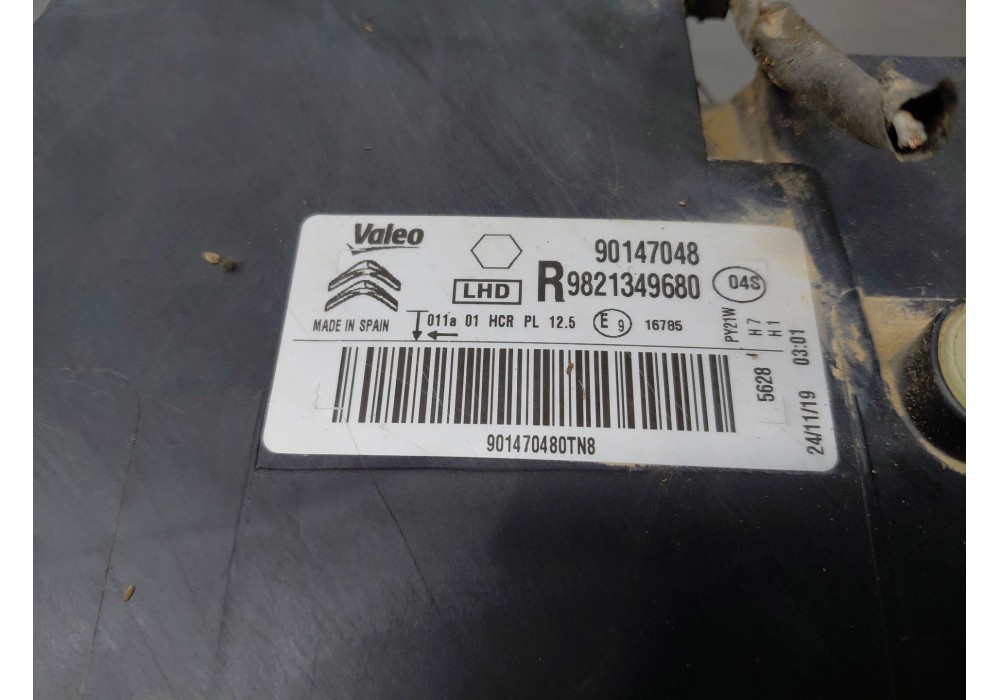 Valeo
90147048
LHD R 9821349680 04S
MADE IN SPAIN 011a 01 HCR PL 12.5 E9 16785
901470480TN8
PY21W
H7
H1
5628
24/11/19 03:01